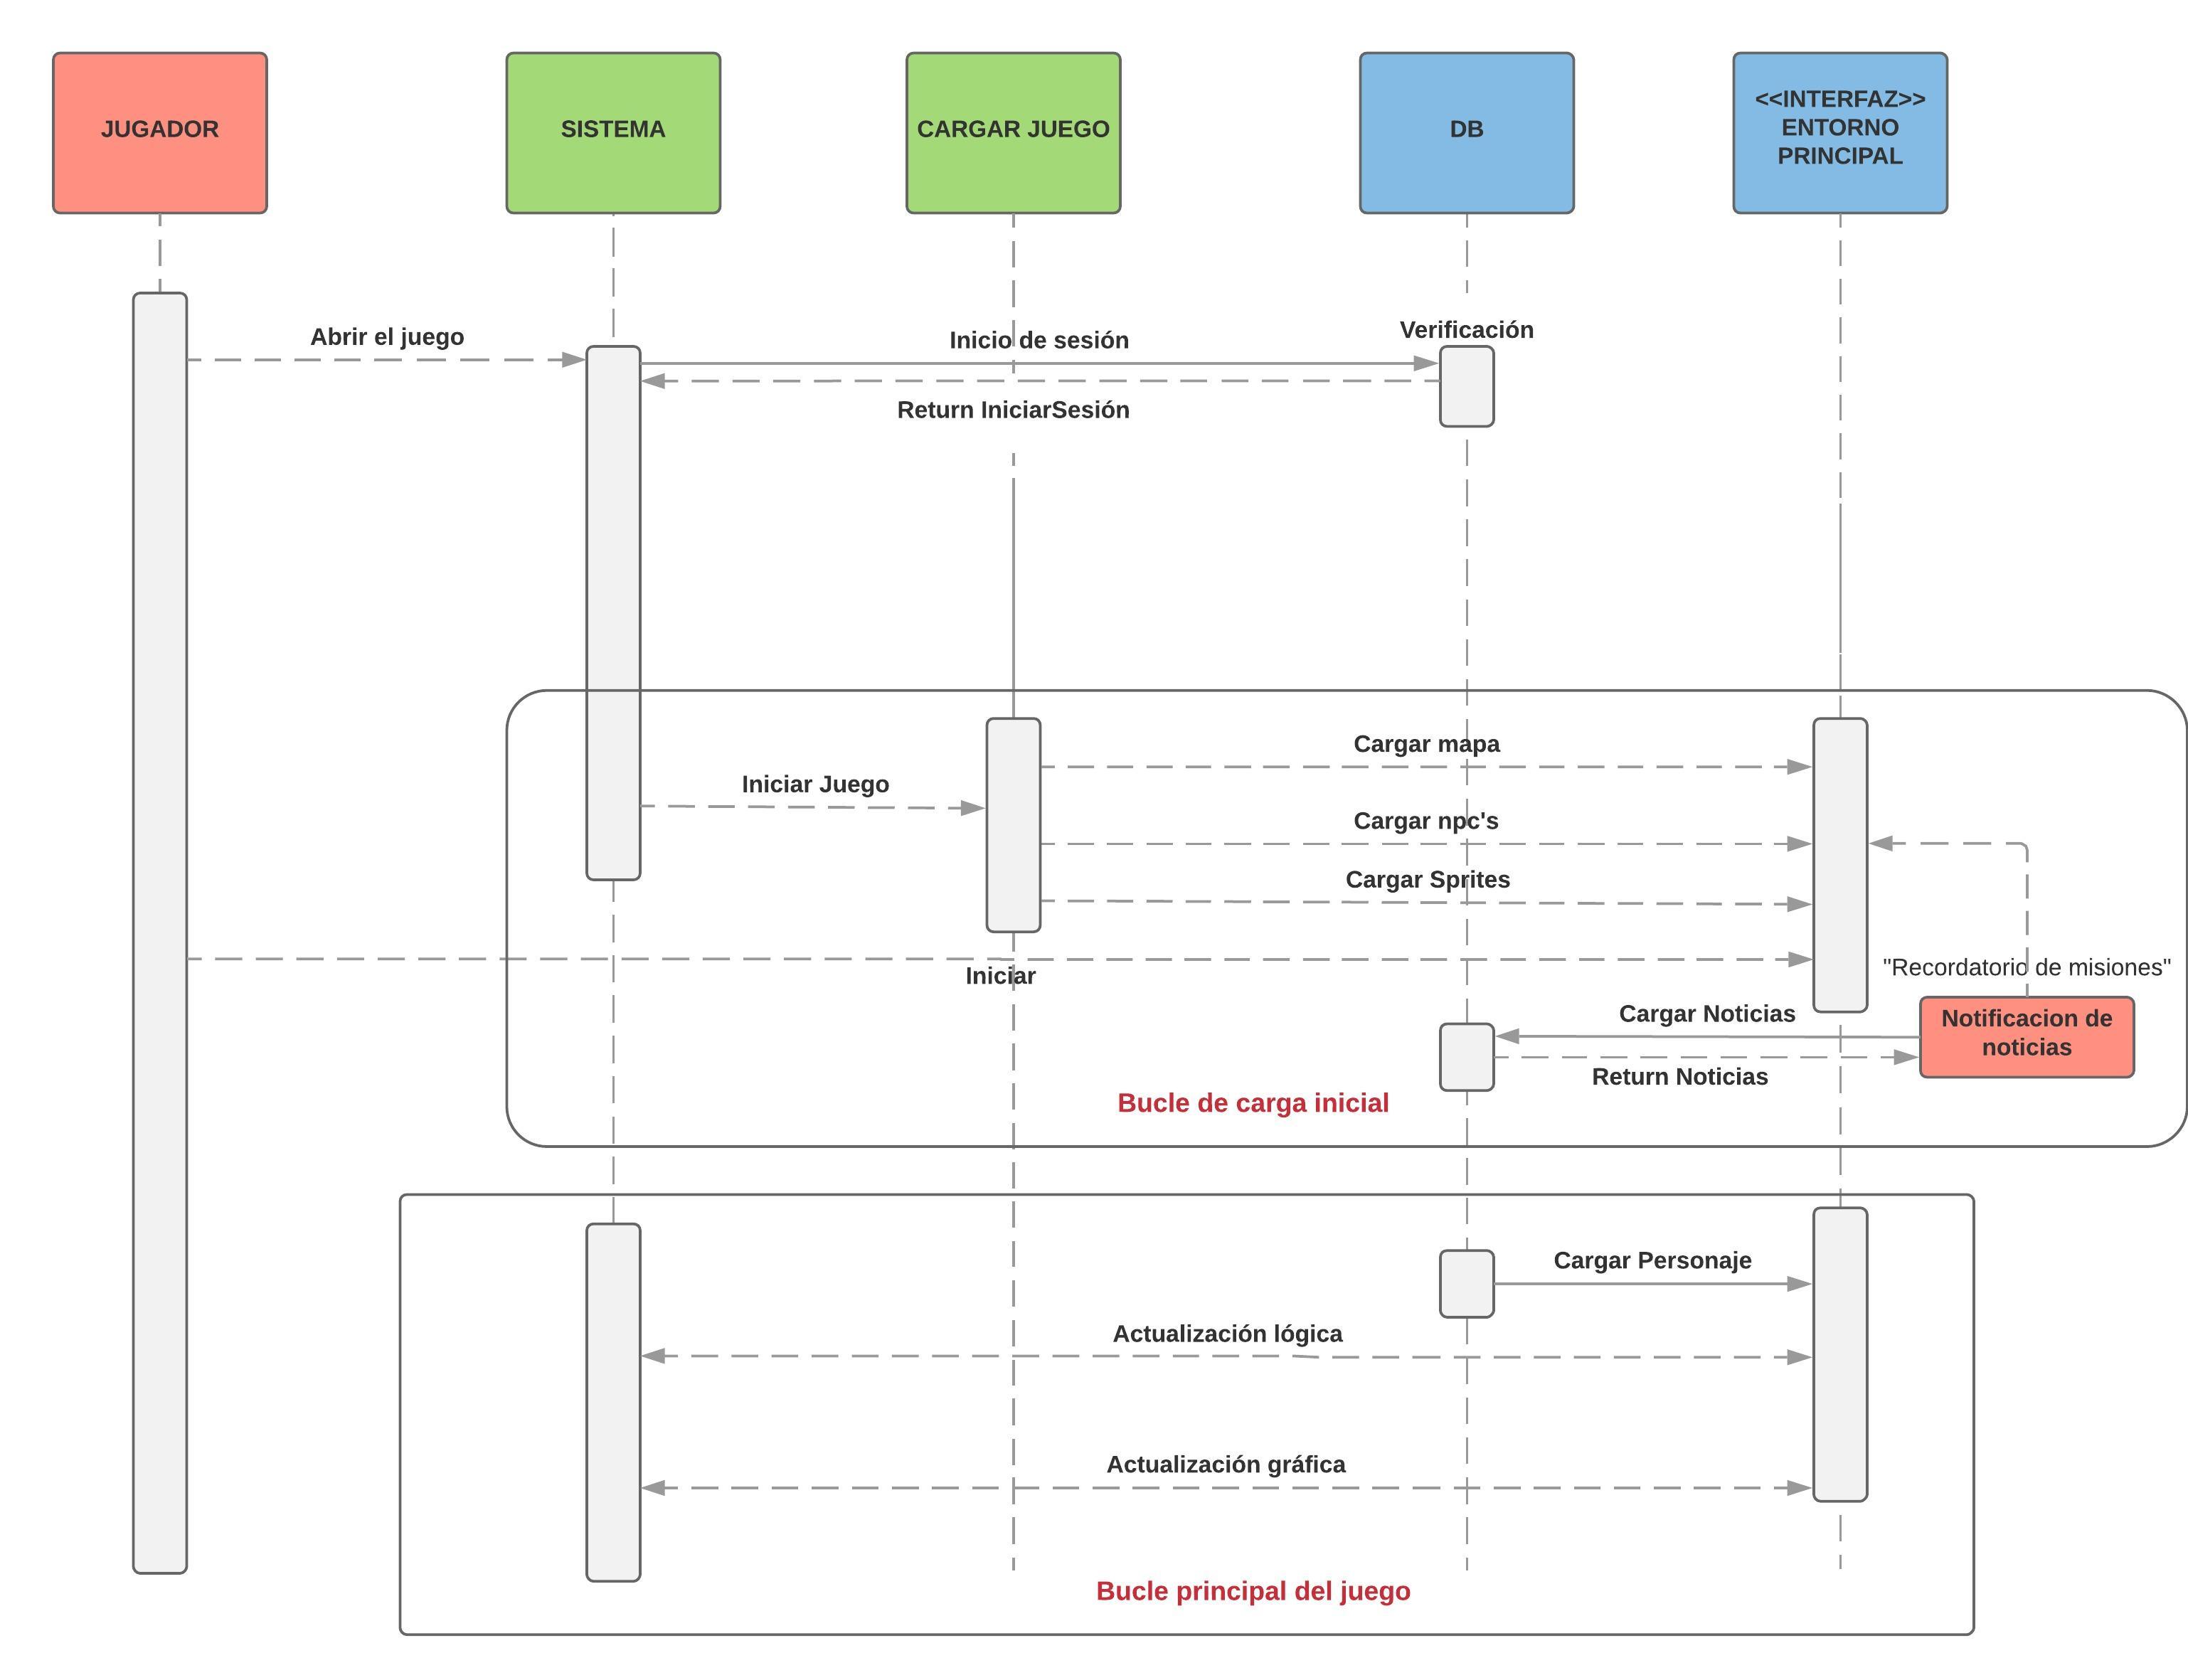 JUGADOR
SISTEMA
CARGAR JUEGO
DB
<<INTERFAZ>>
ENTORNO
PRINCIPAL
Abrir el juego
Inicio de sesión
Verificación
Return IniciarSesión
Cargar mapa
Iniciar Juego
Cargar npc's
Cargar Sprites
Iniciar
"Recordatorio de misiones"
Cargar Noticias
Notificacion de
noticias
Return Noticias
Bucle de carga inicial
Cargar Personaje
Actualización lógica
Actualización gráfica
Bucle principal del juego